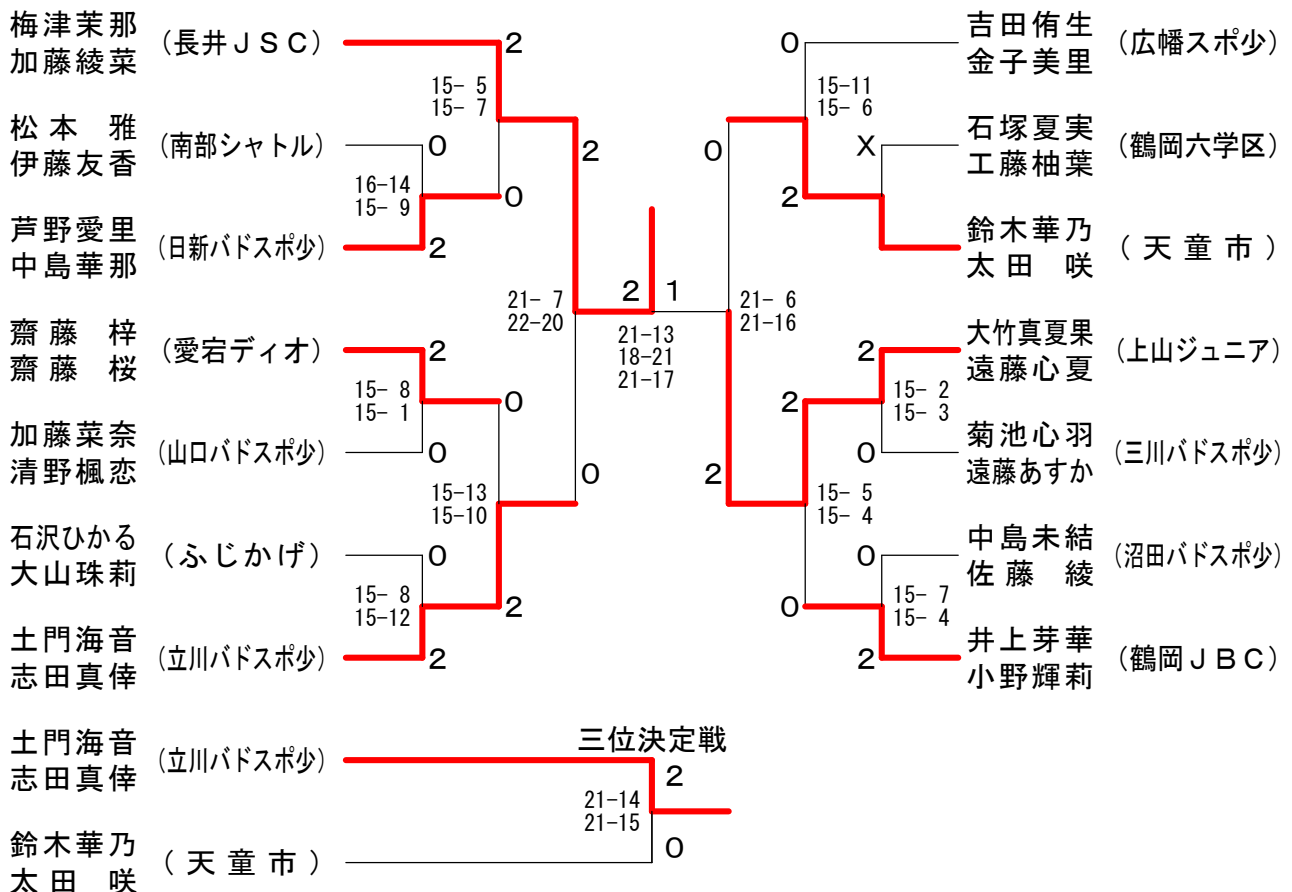 梅津茉那
加藤綾菜
(長井ＪＳＣ)
2
15- 5
15- 7
松本　雅
伊藤友香
(南部シャトル)
0
16-14
15- 9
0
2
芦野愛里
中島華那
(日新バドスポ少)
2
21- 7
22-20
齋藤　梓
齋藤　桜
(愛宕ディオ)
2
15- 8
15- 1
0
加藤菜奈
清野楓恋
(山口バドスポ少)
0
15-13
15-10
0
石沢ひかる
大山珠莉
(ふじかげ)
0
15- 8
15-12
2
土門海音
志田真倖
(立川バドスポ少)
2
2
1
21-13
18-21
21-17
吉田侑生
金子美里
(広幡スポ少)
0
15-11
15- 6
石塚夏実
工藤柚葉
(鶴岡六学区)
X
0
2
鈴木華乃
太田　咲
(天童市)
21- 6
21-16
大竹真夏果
遠藤心夏
(上山ジュニア)
2
15- 2
15- 3
2
菊池心羽
遠藤あすか
(三川バドスポ少)
0
2
15- 5
15- 4
中島未結
佐藤　綾
(沼田バドスポ少)
0
15- 7
15- 4
0
井上芽華
小野輝莉
(鶴岡ＪＢＣ)
2
三位決定戦
土門海音
志田真倖
(立川バドスポ少)
2
21-14
21-15
鈴木華乃
太田　咲
(天童市)
0